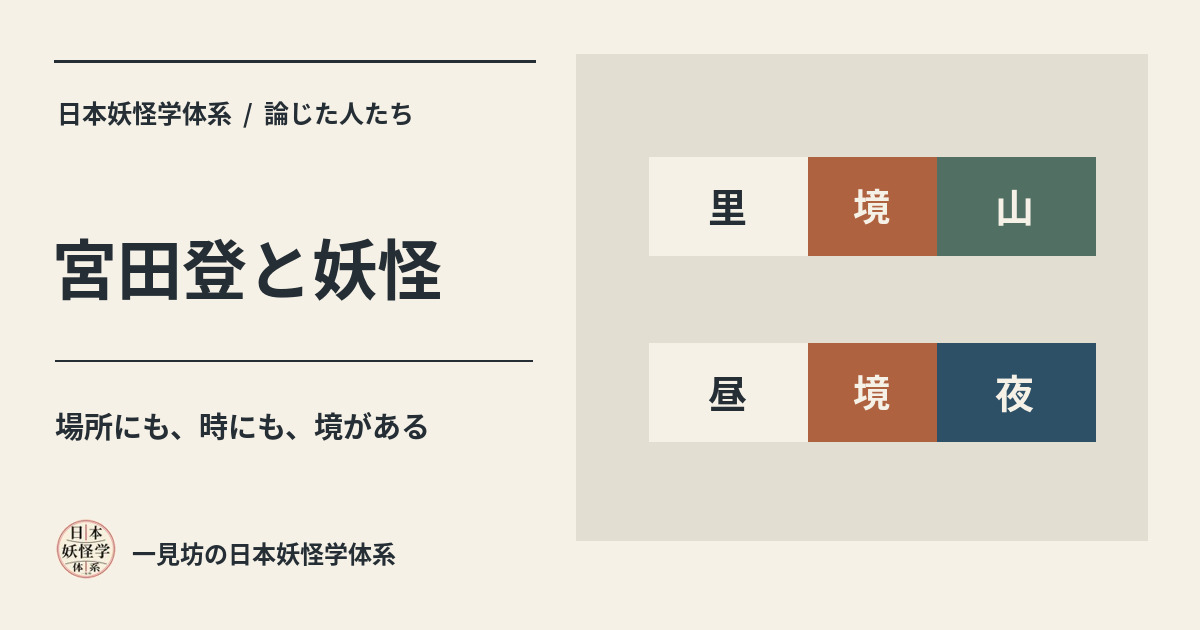 日本妖怪学体系 / 論じた人たち
宮田登と妖怪
場所にも、時にも、境がある
日本
妖怪学
体系
一見坊の日本妖怪学体系
里 境 山
昼 境 夜